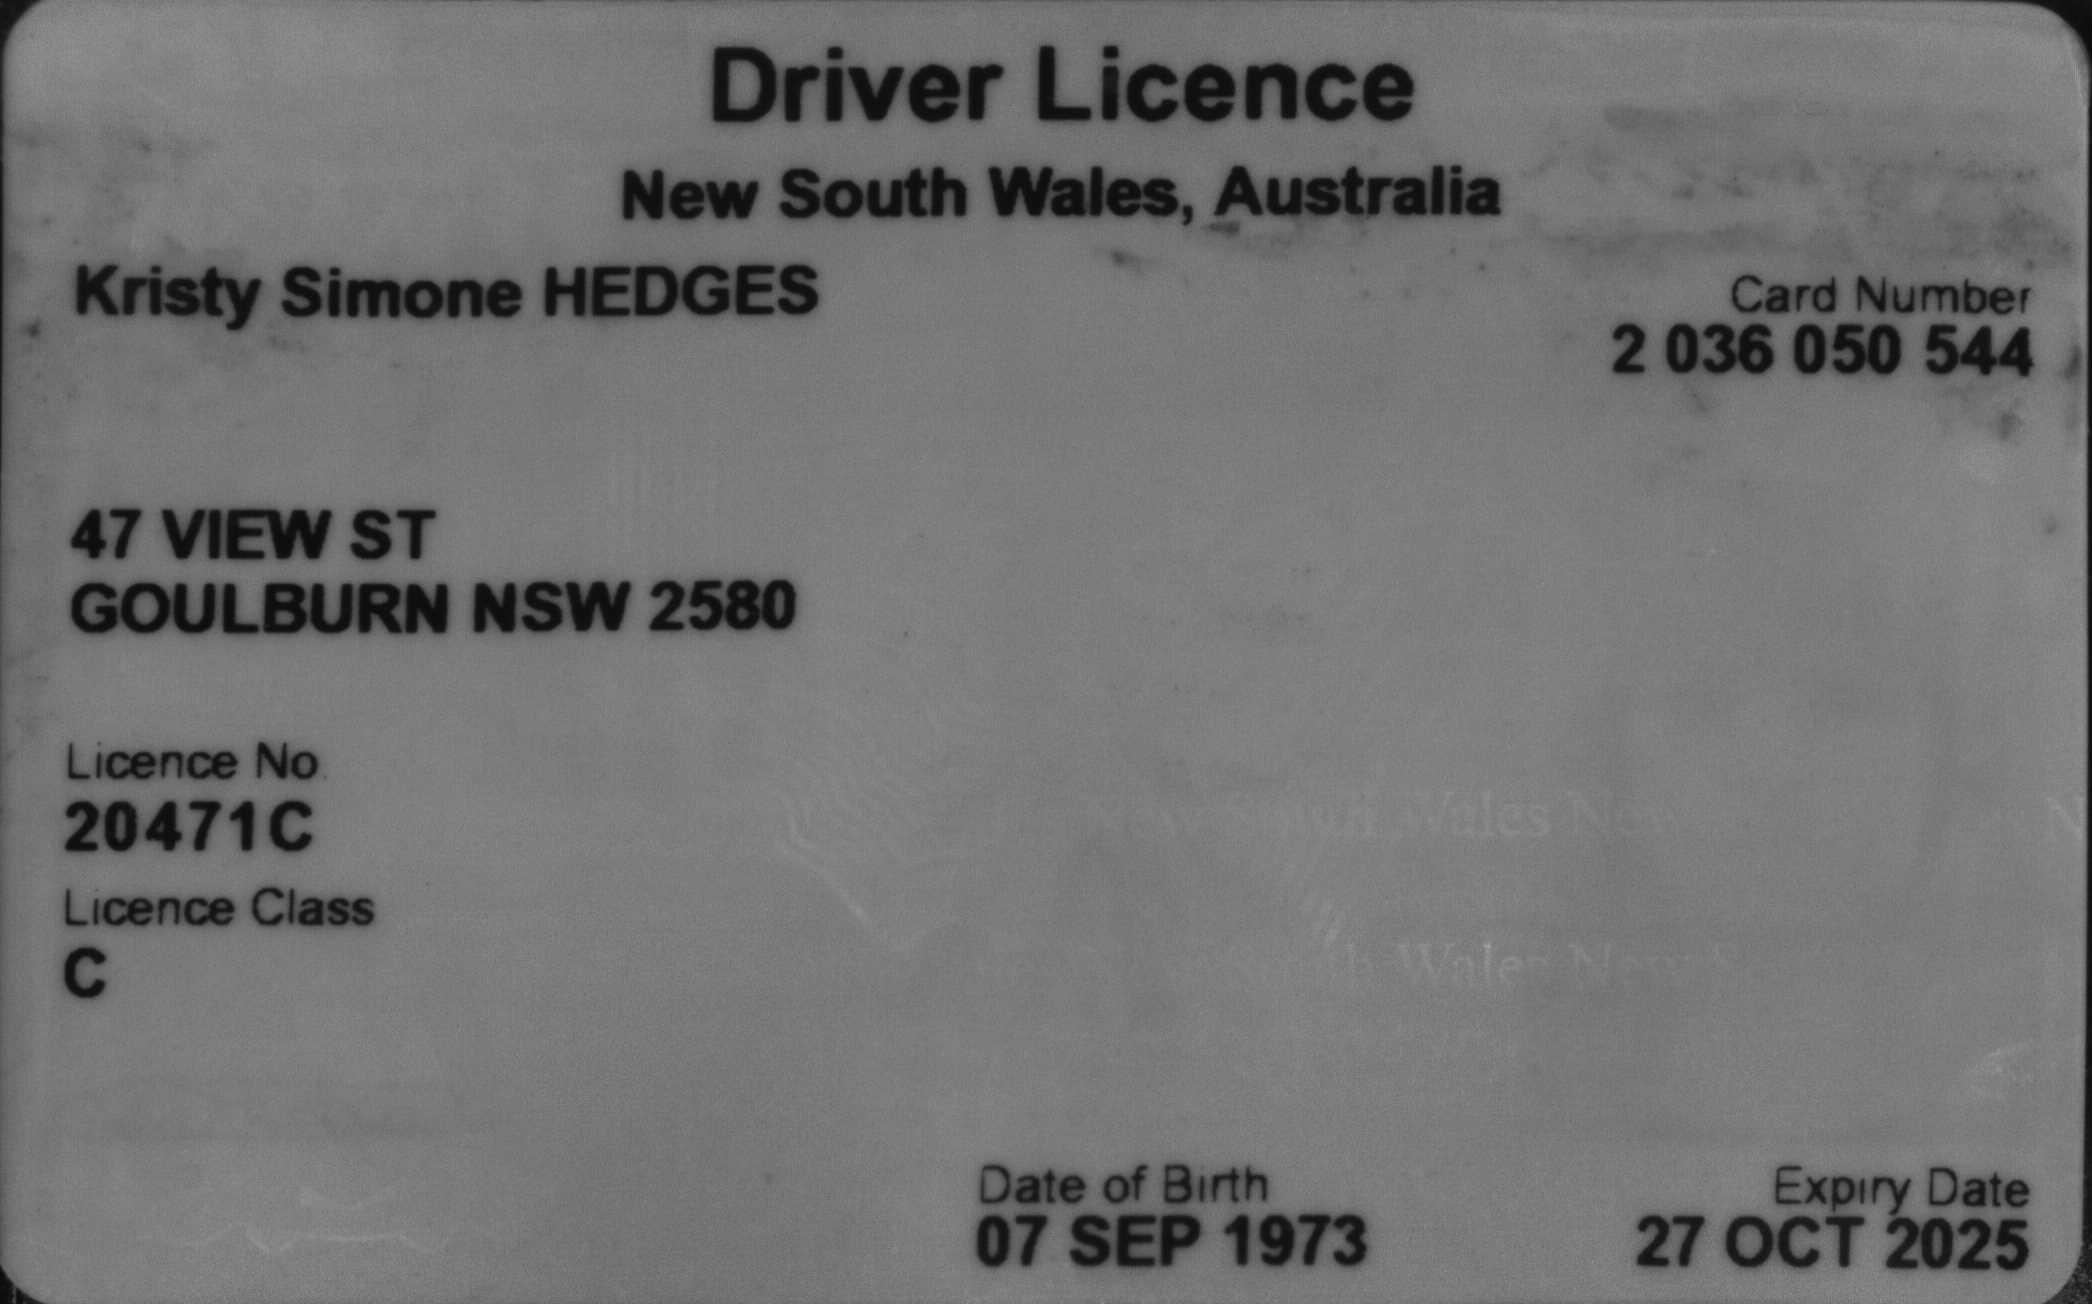 Driver Licence
New South Wales, Australia
Kristy Simone HEDGES
Card Number
2 036 050 544
47 VIEW ST
GOULBURN NSW 2580
Licence No.
20471C
Licence Class
C
South Wales New
South Wales New S
Date of Birth
07 SEP 1973
Expiry Date
27 OCT 2025